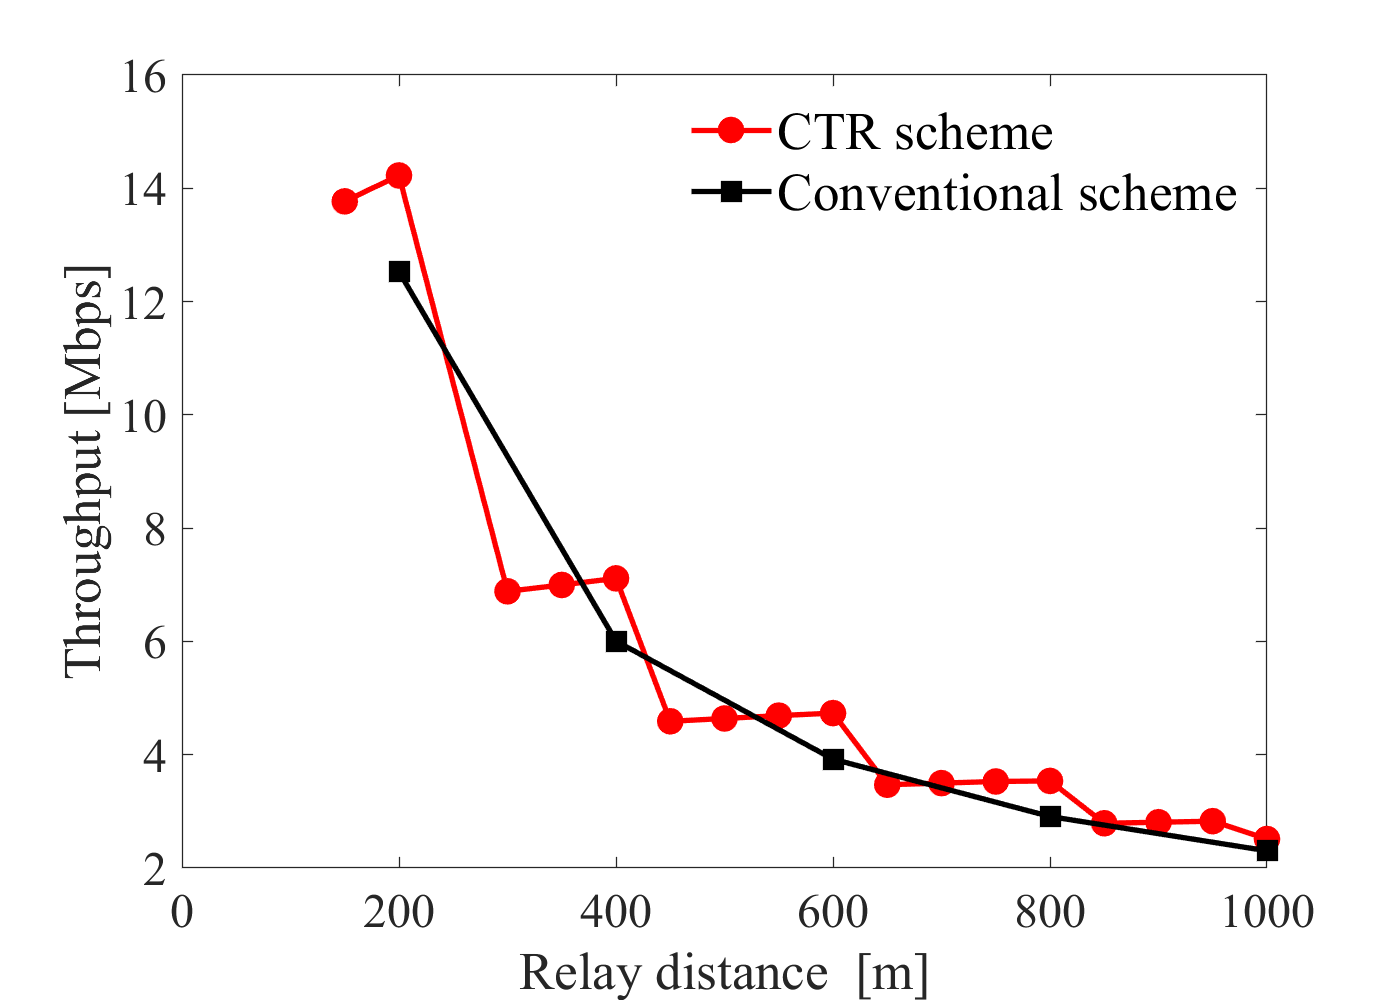 16
14
12
10
8
6
4
2
0 200 400 600 800 1000
Throughput [Mbps]
Relay distance [m]
CTR scheme
Conventional scheme